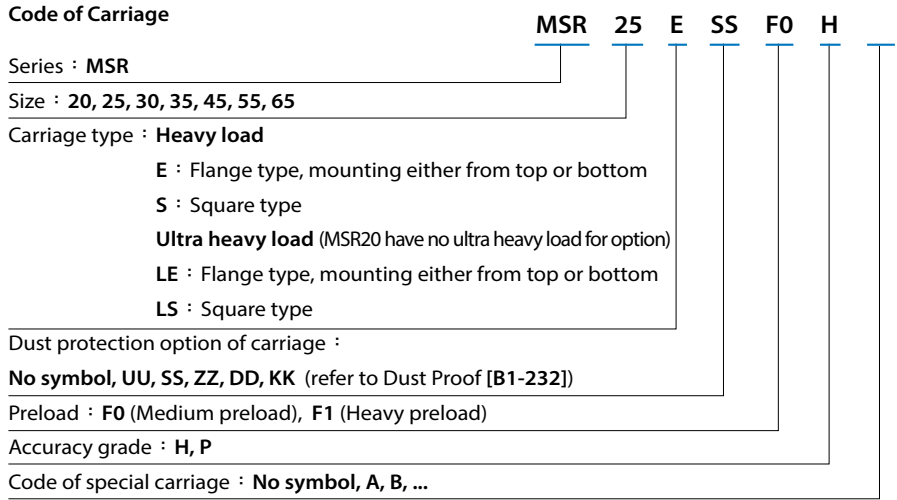 Code of Carriage
MSR 25 E SS F0 H
Series：MSR
Size：20, 25, 30, 35, 45, 55, 65
Carriage type：Heavy load
E：Flange type, mounting either from top or bottom
S：Square type
Ultra heavy load (MSR20 have no ultra heavy load for option)
LE：Flange type, mounting either from top or bottom
LS：Square type
Dust protection option of carriage：
No symbol, UU, SS, ZZ, DD, KK (refer to Dust Proof [B1-232])
Preload：F0 (Medium preload), F1 (Heavy preload)
Accuracy grade：H, P
Code of special carriage：No symbol, A, B, ...